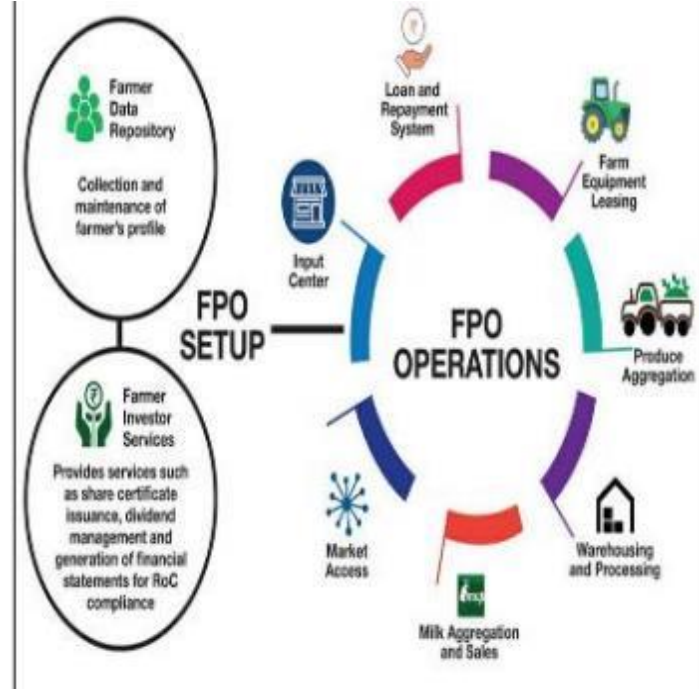 Farmer
Data
Repository
Collection and
maintenance of
farmer's profile
FPO
SETUP
Farmer
Investor
Services
Provides services such
as share certificate
issuance, dividend
management and
generation of financial
statements for RoC
compliance
FPO
OPERATIONS
Loan and
Repayment
System
Farm
Equipment
Leasing
Produce
Aggregation
Warehousing
and Processing
Milk Aggregation
and Sales
Market
Access
Input
Center